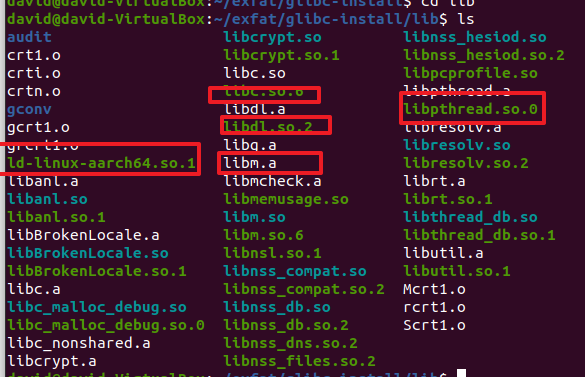 david@david-VirtualBox:~/exfat/glibc-install$ cd lib
david@david-VirtualBox:~/exfat/glibc-install/lib$ ls
audit libcrypt.so libnss_hesiod.so
crt1.o libcrypt.so.1 libnss_hesiod.so.2
crti.o libc.so libpcprofile.so
crtn.o libc.so.6 libpthread.a
gconv libdl.a libpthread.so.0
gcrt1.o libdl.so.2 libresolv.a
grcrt1.o libg.a libresolv.so
ld-linux-aarch64.so.1 libm.a libresolv.so.2
libanl.a libmcheck.a librt.a
libanl.so libmemusage.so librt.so.1
libanl.so.1 libm.so libthread_db.so
libBrokenLocale.a libm.so.6 libthread_db.so.1
libBrokenLocale.so libnsl.so.1 libutil.a
libBrokenLocale.so.1 libnss_compat.so libutil.so.1
libc.a libnss_compat.so.2 Mcrt1.o
libc_malloc_debug.so libnss_db.so rcrt1.o
libc_malloc_debug.so.0 libnss_db.so.2 Scrt1.o
libc_nonshared.a libnss_dns.so.2
libcrypt.a libnss_files.so.2
david@david-VirtualBox:~/exfat/glibc-install/lib$